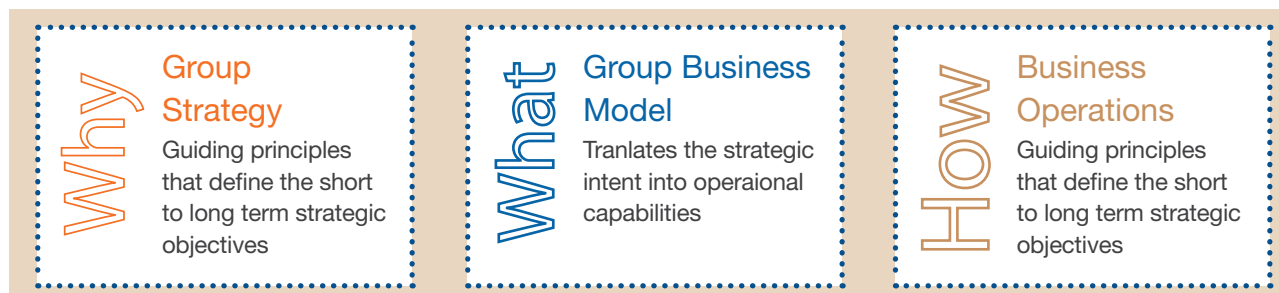 Why
Group
Strategy
Guiding principles
that define the short
to long term strategic
objectives
What
Group Business
Model
Tranlates the strategic
intent into operaional
capabilities
How
Business
Operations
Guiding principles
that define the short
to long term strategic
objectives